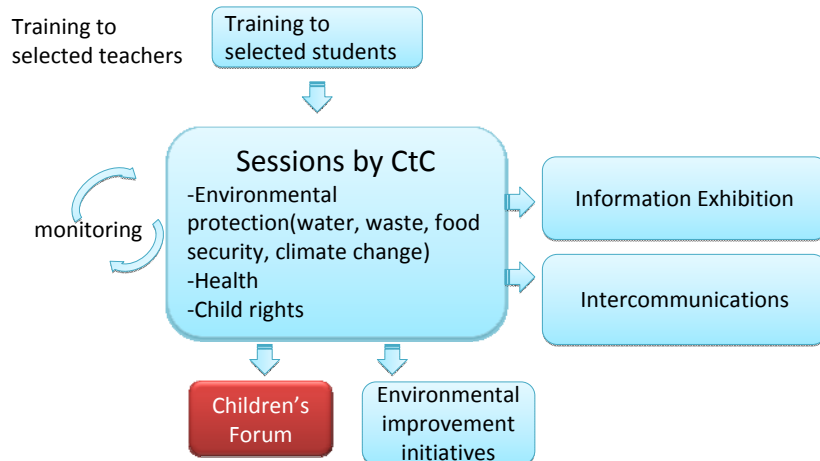 Training to
selected teachers
Training to
selected students
Sessions by CtC
-Environmental
protection(water, waste, food
security, climate change)
-Health
-Child rights
monitoring
Information Exhibition
Intercommunications
Children’s
Forum
Environmental
improvement
initiatives